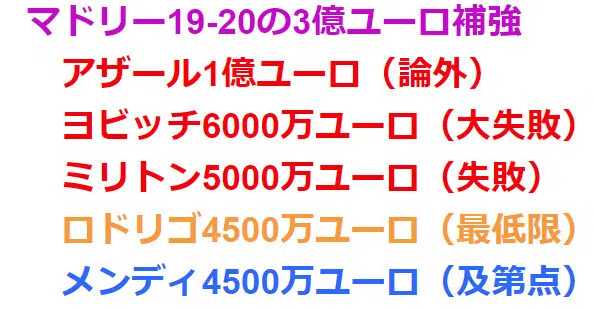 マドリー19-20の3億ユーロ補強
アザール1億ユーロ（論外）
ヨビッチ6000万ユーロ（大失敗）
ミリトン5000万ユーロ（失敗）
ロドリゴ4500万ユーロ（最低限）
メンディ4500万ユーロ（及第点）